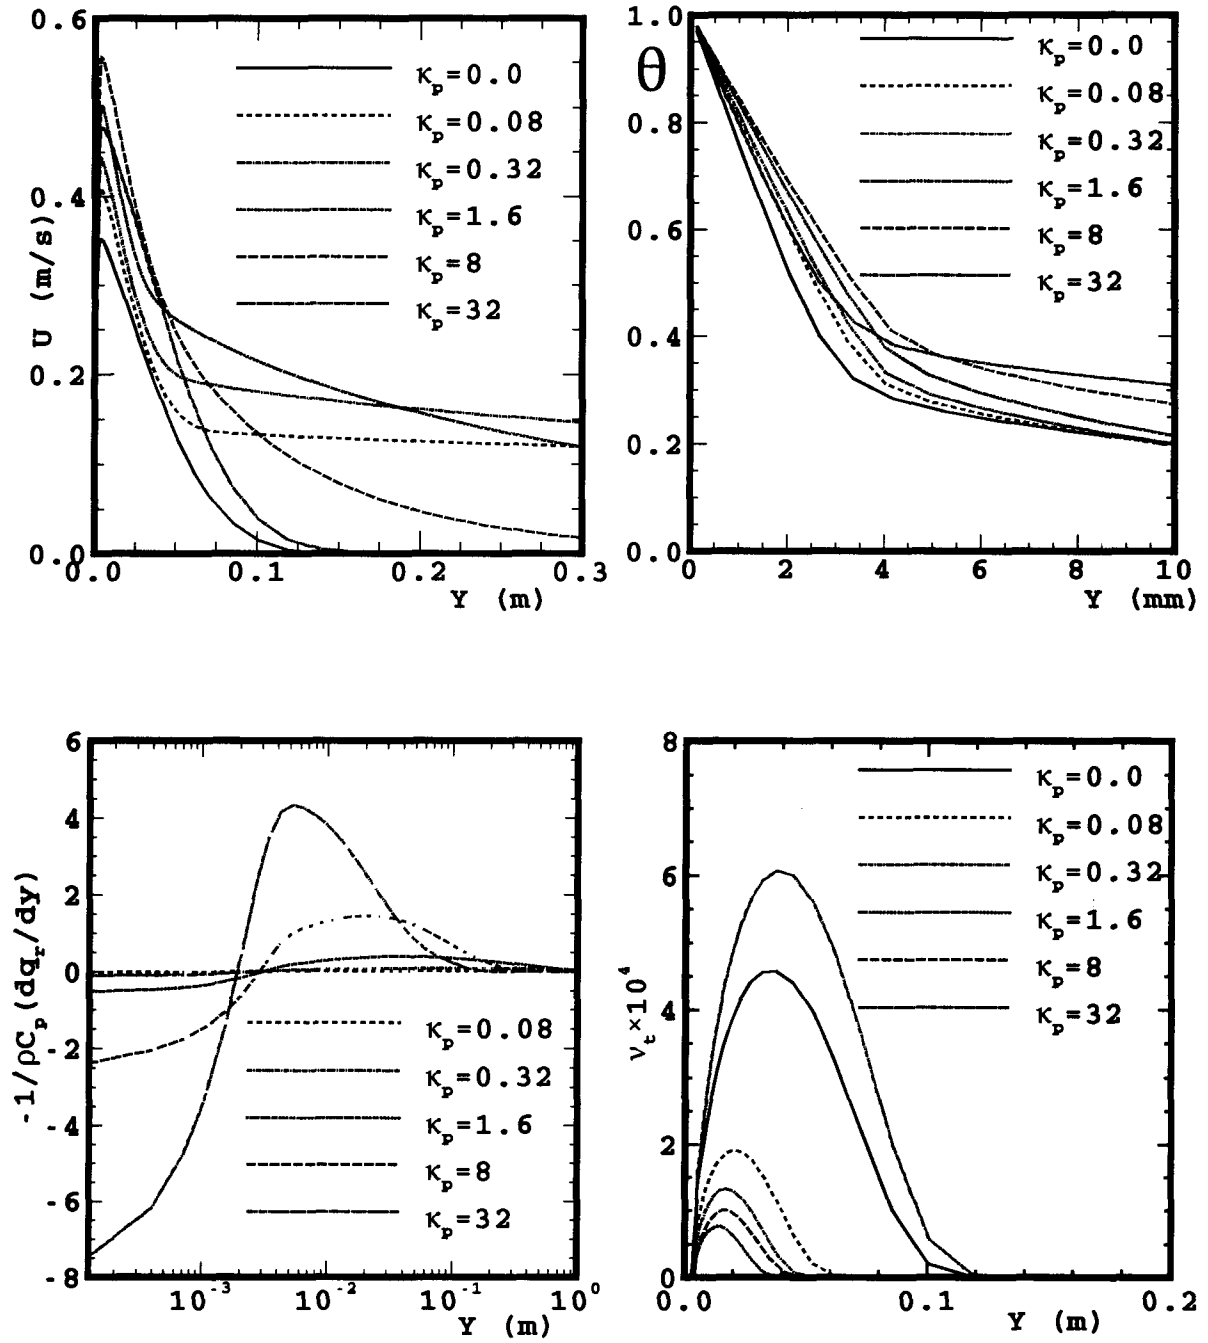 0.6
0.4
0.2
0.0
U (m/s)
κp=0.0
κp=0.08
κp=0.32
κp=1.6
κp=8
κp=32
0.0 0.1 0.2 0.3
Y (m)
1.0
0.8
0.6
0.4
0.2
0.0
θ
κp=0.0
κp=0.08
κp=0.32
κp=1.6
κp=8
κp=32
0 2 4 6 8 10
Y (mm)
6
4
2
0
-2
-4
-6
-8
-1/ρCp(dqr/dy)
κp=0.08
κp=0.32
κp=1.6
κp=8
κp=32
10⁻³ 10⁻² 10⁻¹ 10⁰
Y (m)
8
6
4
2
0
νt×10⁴
κp=0.0
κp=0.08
κp=0.32
κp=1.6
κp=8
κp=32
0.0 0.1 0.2
Y (m)